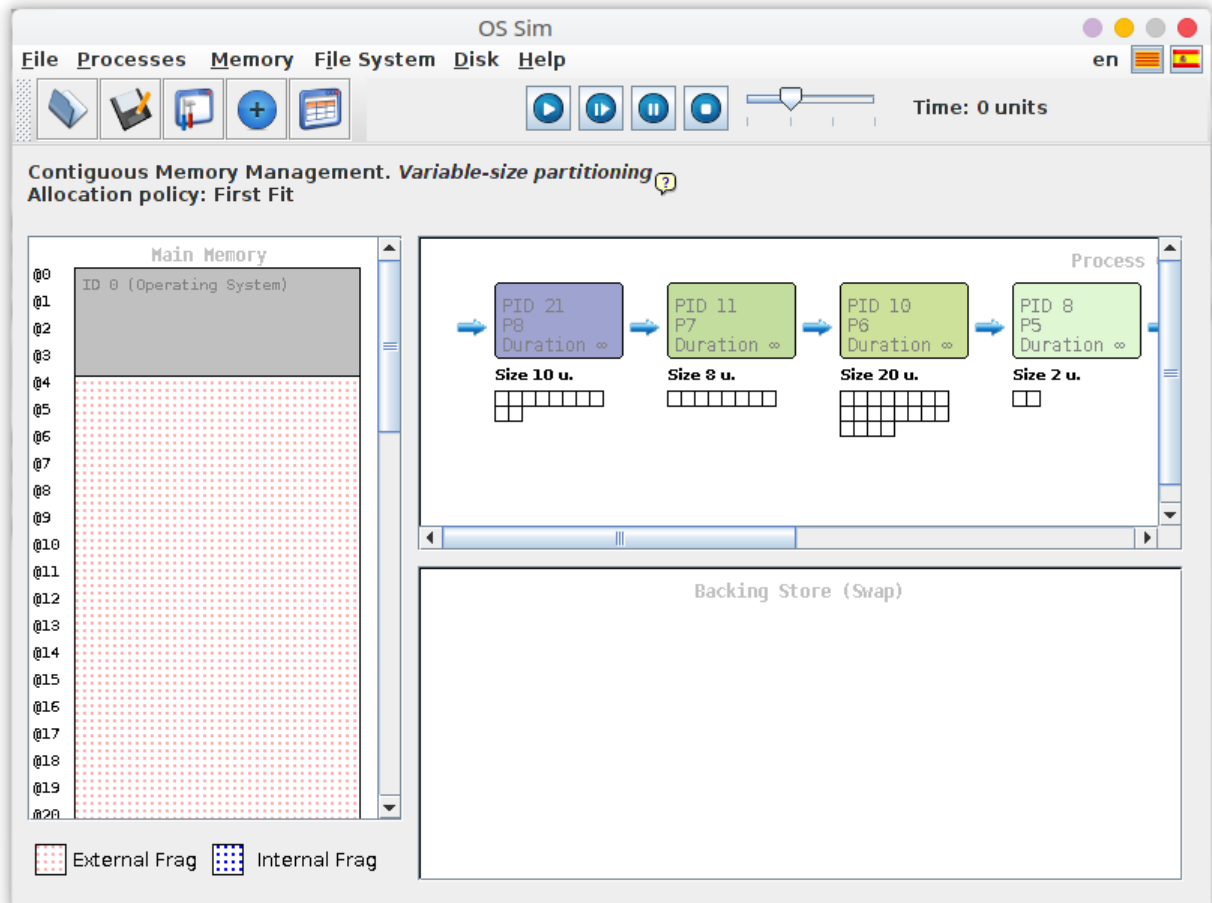 OS Sim
File Processes Memory File System Disk Help
en
Time: 0 units
Contiguous Memory Management. Variable-size partitioning
?
Allocation policy: First Fit
Main Memory
@0
ID 0 (Operating System)
@1
@2
@3
@4
@5
@6
@7
@8
@9
@10
@11
@12
@13
@14
@15
@16
@17
@18
@19
@20
External Frag
Internal Frag
Process
PID 21
P8
Duration ∞
Size 10 u.
PID 11
P7
Duration ∞
Size 8 u.
PID 10
P6
Duration ∞
Size 20 u.
PID 8
P5
Duration ∞
Size 2 u.
Backing Store (Swap)